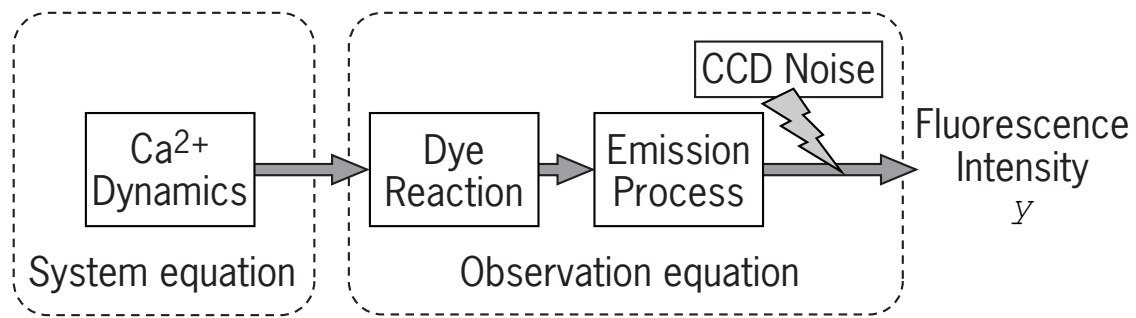 CCD Noise
Ca2+
Dynamics
Dye
Reaction
Emission
Process
Fluorescence
Intensity
y
System equation
Observation equation